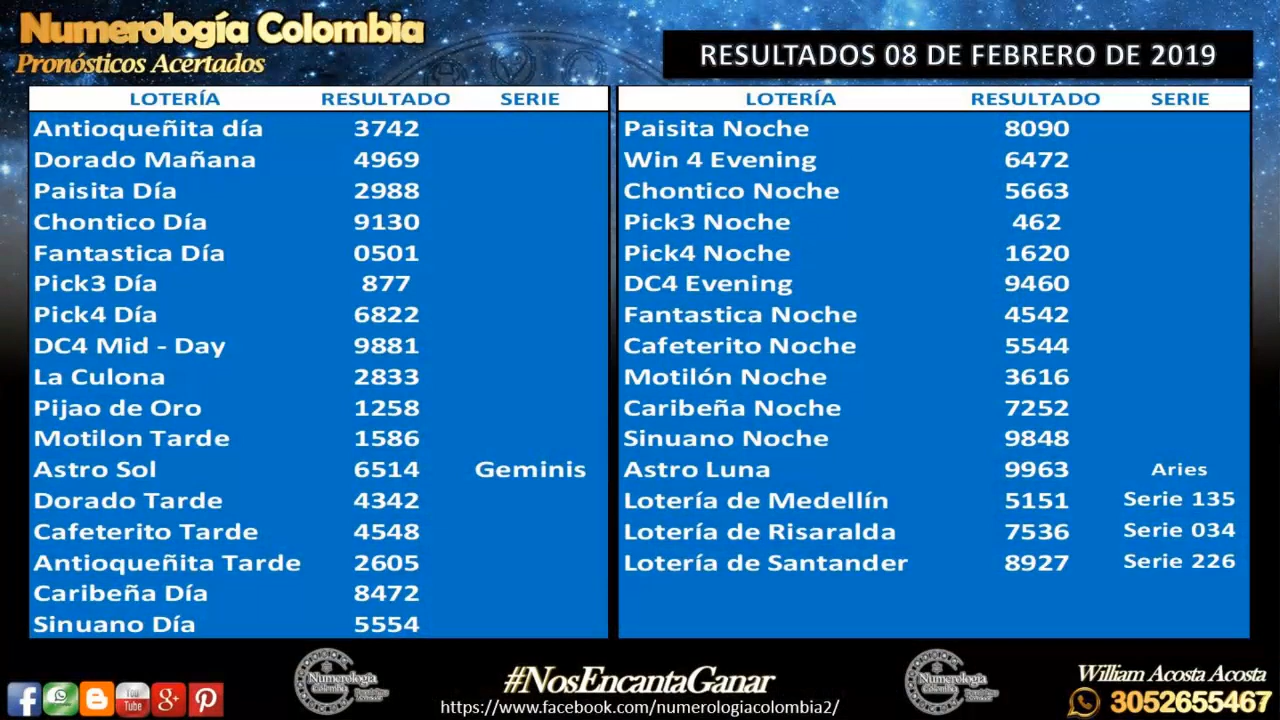 Numerología Colombia
Pronósticos Acertados
RESULTADOS 08 DE FEBRERO DE 2019
LOTERÍA RESULTADO SERIE
Antioqueñita día 3742
Dorado Mañana 4969
Paisita Día 2988
Chontico Día 9130
Fantastica Día 0501
Pick3 Día 877
Pick4 Día 6822
DC4 Mid - Day 9881
La Culona 2833
Pijao de Oro 1258
Motilon Tarde 1586
Astro Sol 6514 Geminis
Dorado Tarde 4342
Cafeterito Tarde 4548
Antioqueñita Tarde 2605
Caribeña Día 8472
Sinuano Día 5554
LOTERÍA RESULTADO SERIE
Paisita Noche 8090
Win 4 Evening 6472
Chontico Noche 5663
Pick3 Noche 462
Pick4 Noche 1620
DC4 Evening 9460
Fantastica Noche 4542
Cafeterito Noche 5544
Motilón Noche 3616
Caribeña Noche 7252
Sinuano Noche 9848
Astro Luna 9963 Aries
Lotería de Medellín 5151 Serie 135
Lotería de Risaralda 7536 Serie 034
Lotería de Santander 8927 Serie 226
You Tube
Numerología
Colombia
#NosEncantaGanar
https://www.facebook.com/numerologiacolombia2/
Numerología
Colombia
William Acosta Acosta
3052655467